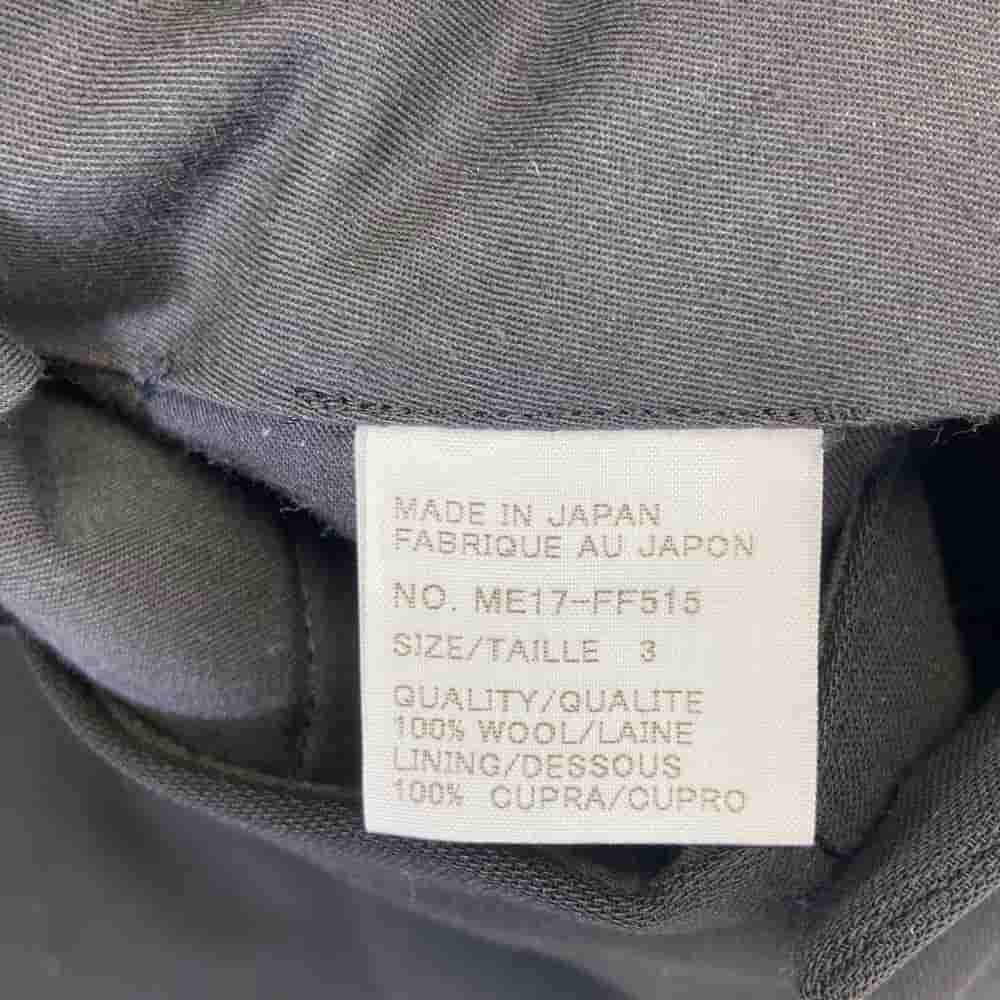 MADE IN JAPAN
FABRIQUE AU JAPON
NO. ME17-FF515
SIZE/TAILLE 3
QUALITY/QUALITE
100% WOOL/LAINE
LINING/DESSOUS
100% CUPRA/CUPRO